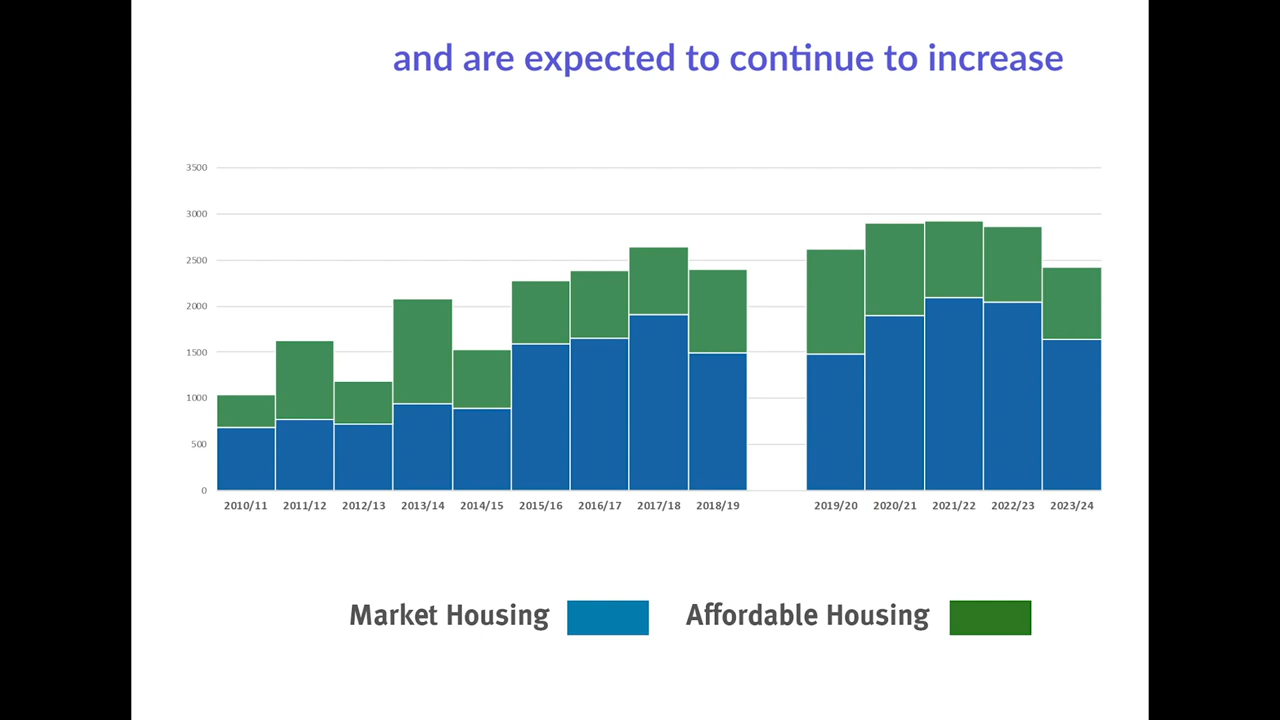 and are expected to continue to increase
3500
3000
2500
2000
1500
1000
500
0
2010/11 2011/12 2012/13 2013/14 2014/15 2015/16 2016/17 2017/18 2018/19 2019/20 2020/21 2021/22 2022/23 2023/24
Market Housing Affordable Housing